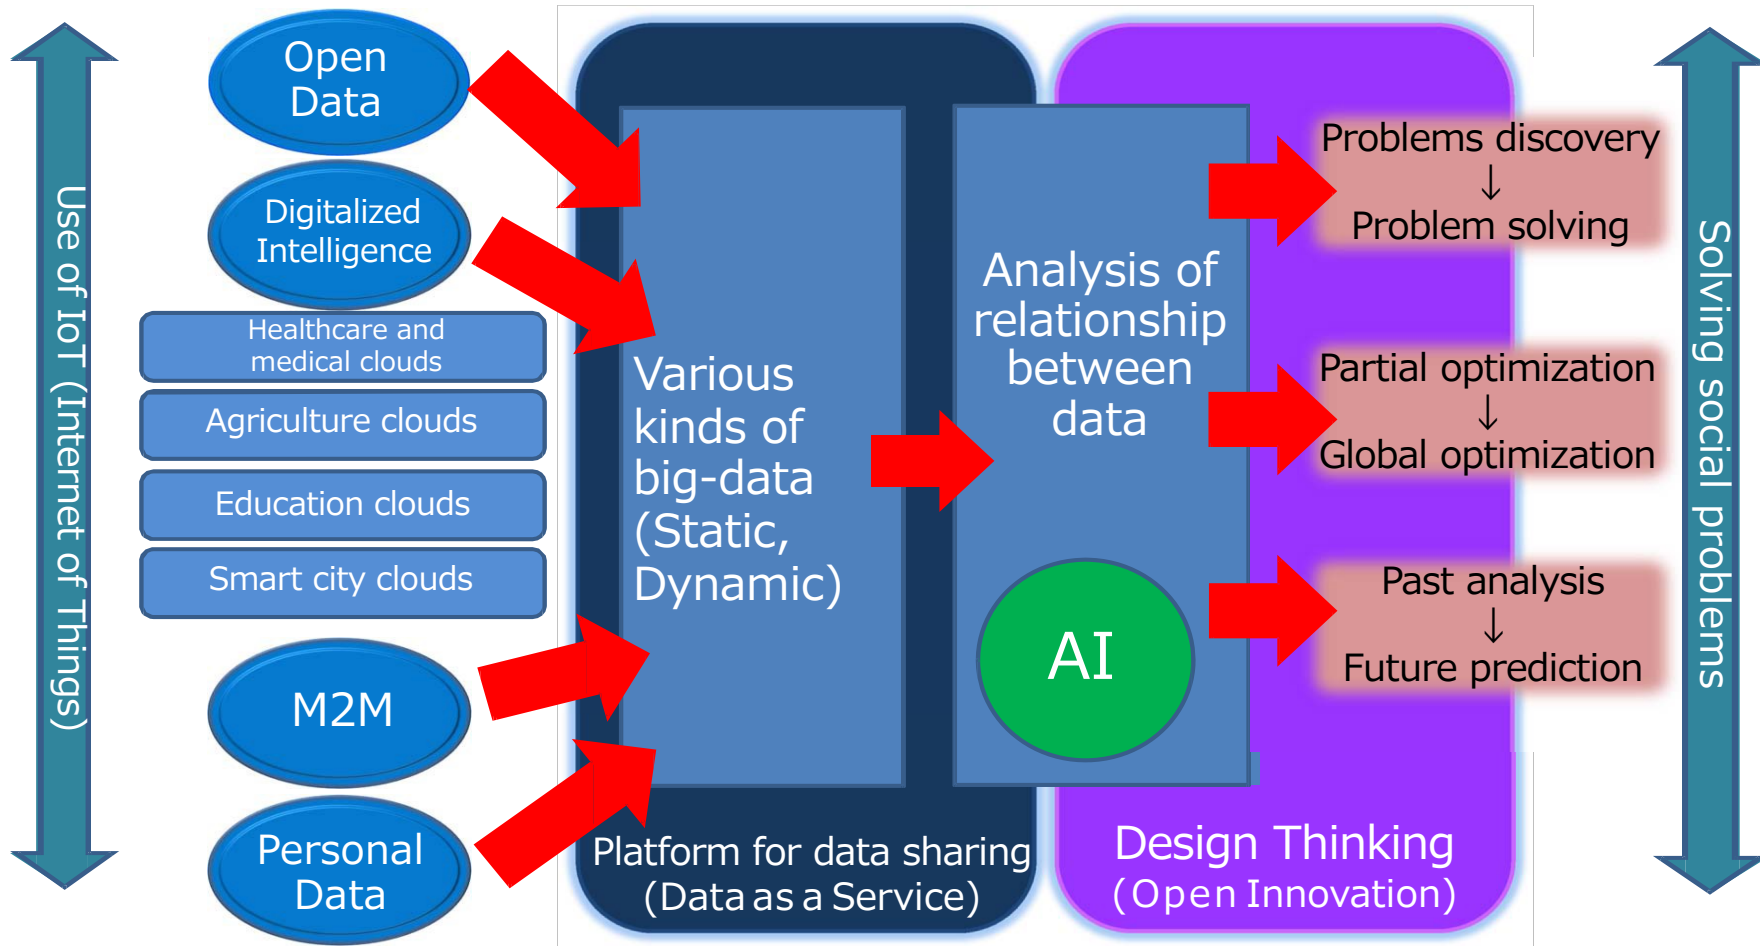 Use of IoT (Internet of Things)
Open
Data
Digitalized
Intelligence
Healthcare and
medical clouds
Agriculture clouds
Education clouds
Smart city clouds
M2M
Personal
Data
Various
kinds of
big-data
(Static,
Dynamic)
Platform for data sharing
(Data as a Service)
Analysis of
relationship
between
data
AI
Design Thinking
(Open Innovation)
Problems discovery
↓
Problem solving
Partial optimization
↓
Global optimization
Past analysis
↓
Future prediction
Solving social problems